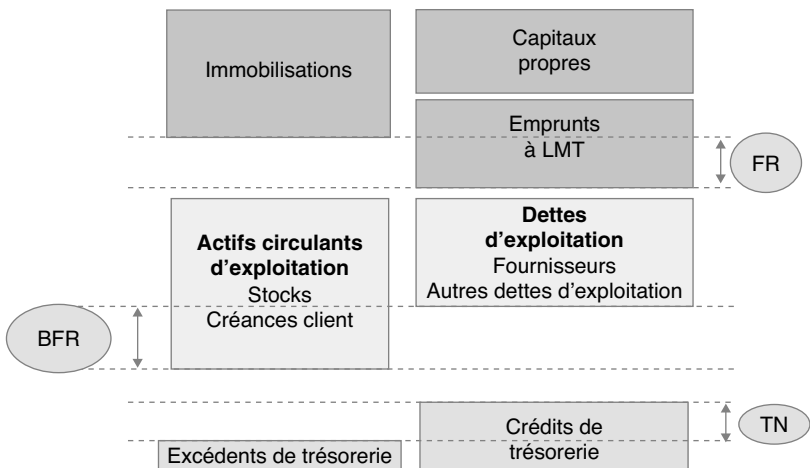 Immobilisations
Capitaux
propres
Emprunts
à LMT
FR
Actifs circulants
d'exploitation
Stocks
Créances client
Dettes
d'exploitation
Fournisseurs
Autres dettes d'exploitation
BFR
Excédents de trésorerie
Crédits de
trésorerie
TN